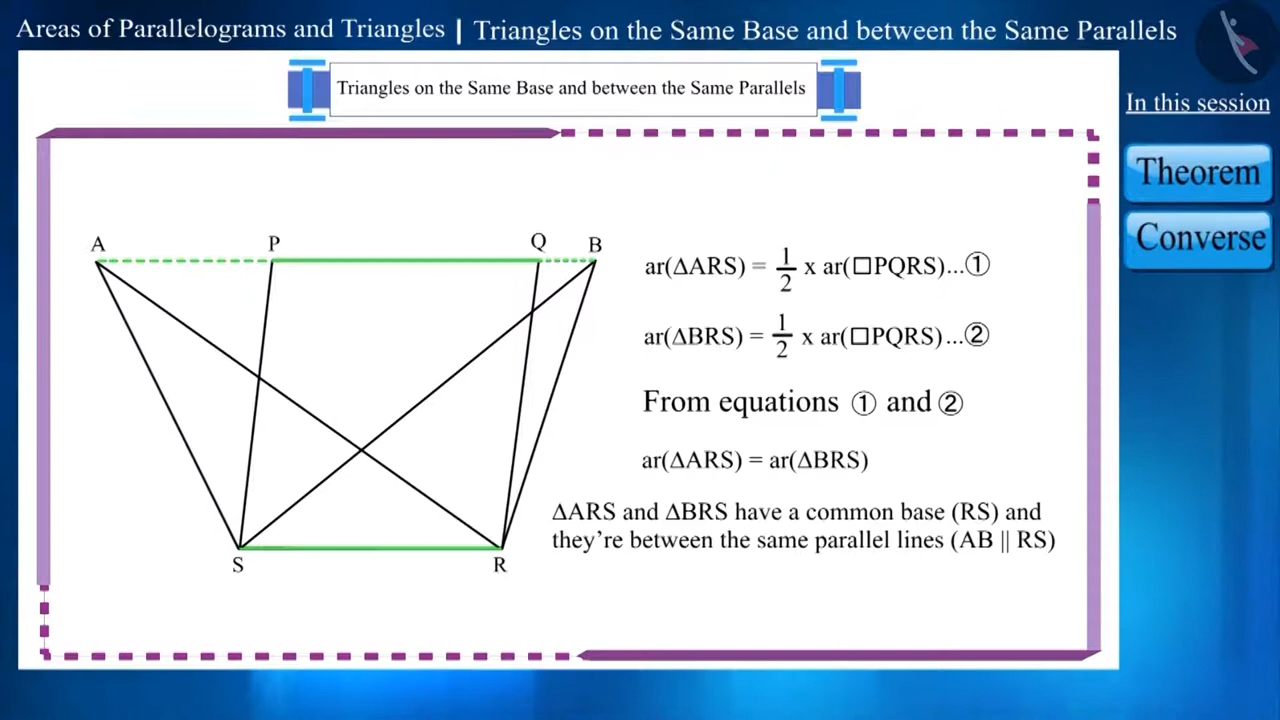 Areas of Parallelograms and Triangles | Triangles on the Same Base and between the Same Parallels
Triangles on the Same Base and between the Same Parallels
In this session
Theorem
Converse
A P Q B
S R
ar(ΔARS) = 1/2 x ar(□PQRS)...①
ar(ΔBRS) = 1/2 x ar(□PQRS)...②
From equations ① and ②
ar(ΔARS) = ar(ΔBRS)
ΔARS and ΔBRS have a common base (RS) and
they're between the same parallel lines (AB || RS)